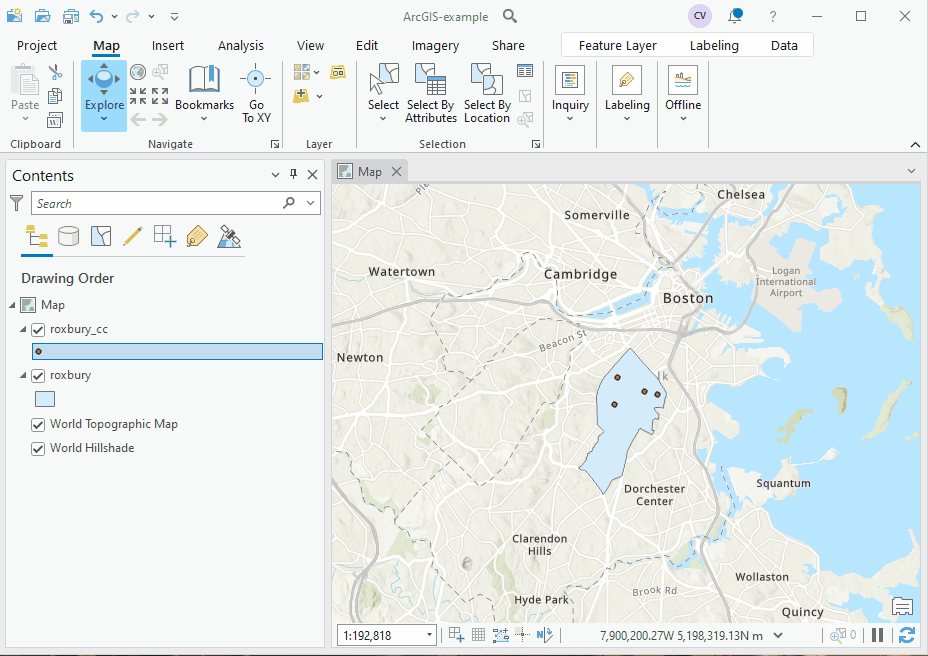 ArcGIS-example
CV
?
Project Map Insert Analysis View Edit Imagery Share Feature Layer Labeling Data
Paste
Explore
Bookmarks
Go
To XY
Select
Select By
Attributes
Select By
Location
Inquiry
Labeling
Offline
Clipboard
Navigate
Layer
Selection
Contents
Search
Drawing Order
Map
roxbury_cc
roxbury
World Topographic Map
World Hillshade
Map
Chelsea
Somerville
Watertown
Cambridge
Logan
International
Airport
Boston
Beacon St
Newton
lk
Squantum
Dorchester
Center
Clarendon
Hills
Wollaston
Brook Rd
Hyde Park
Quincy
1:192,818
N
7,900,200.27W 5,198,319.13N m
0